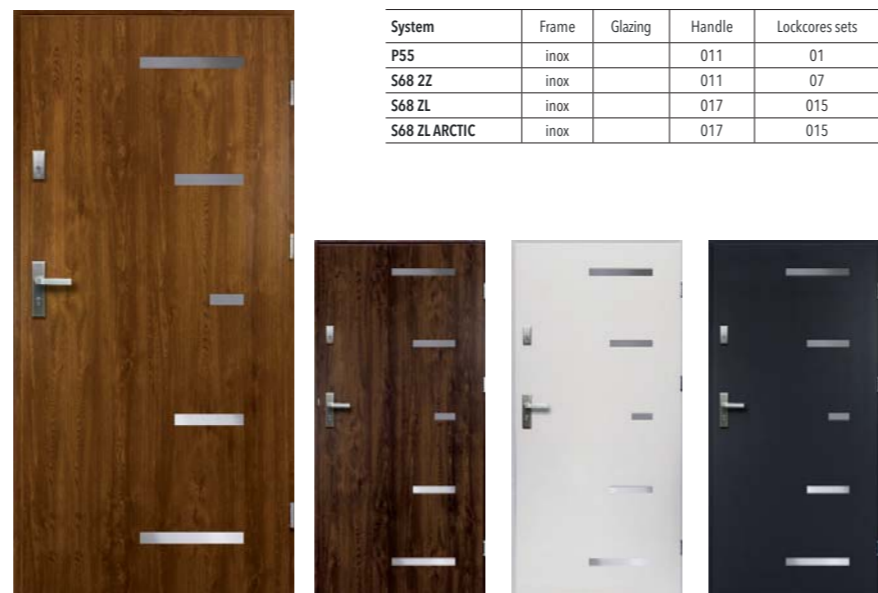 System Frame Glazing Handle Lockcores sets
P55 inox 011 01
S68 2Z inox 011 07
S68 ZL inox 017 015
S68 ZL ARCTIC inox 017 015